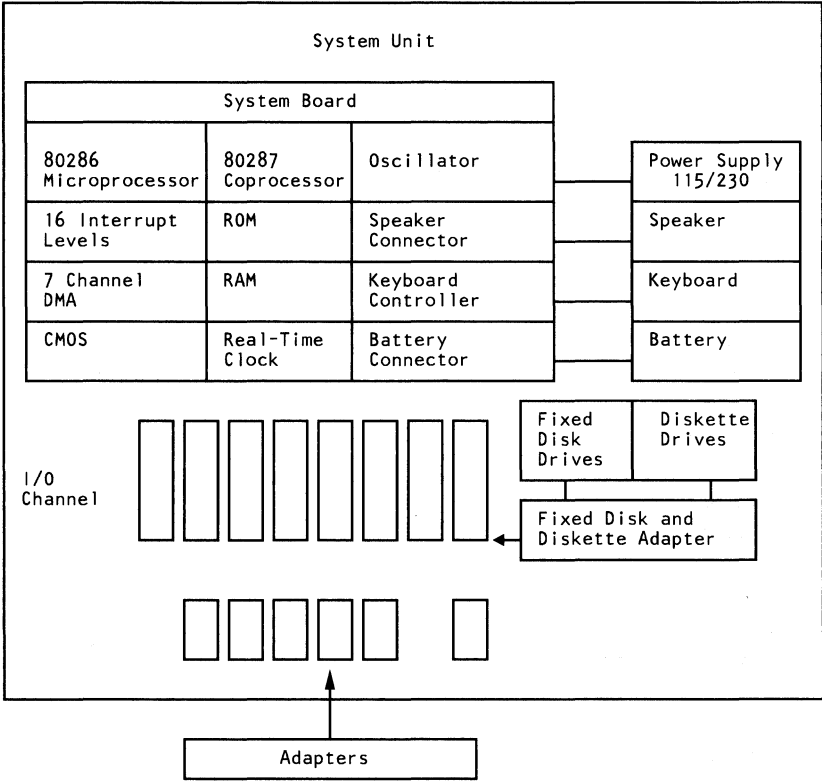 System Unit
System Board
80286
Microprocessor
80287
Coprocessor
Oscillator
Power Supply
115/230
16 Interrupt
Levels
ROM
Speaker
Connector
Speaker
7 Channel
DMA
RAM
Keyboard
Controller
Keyboard
CMOS
Real-Time
Clock
Battery
Connector
Battery
Fixed
Disk
Drives
Diskette
Drives
I/O
Channel
Fixed Disk and
Diskette Adapter
Adapters